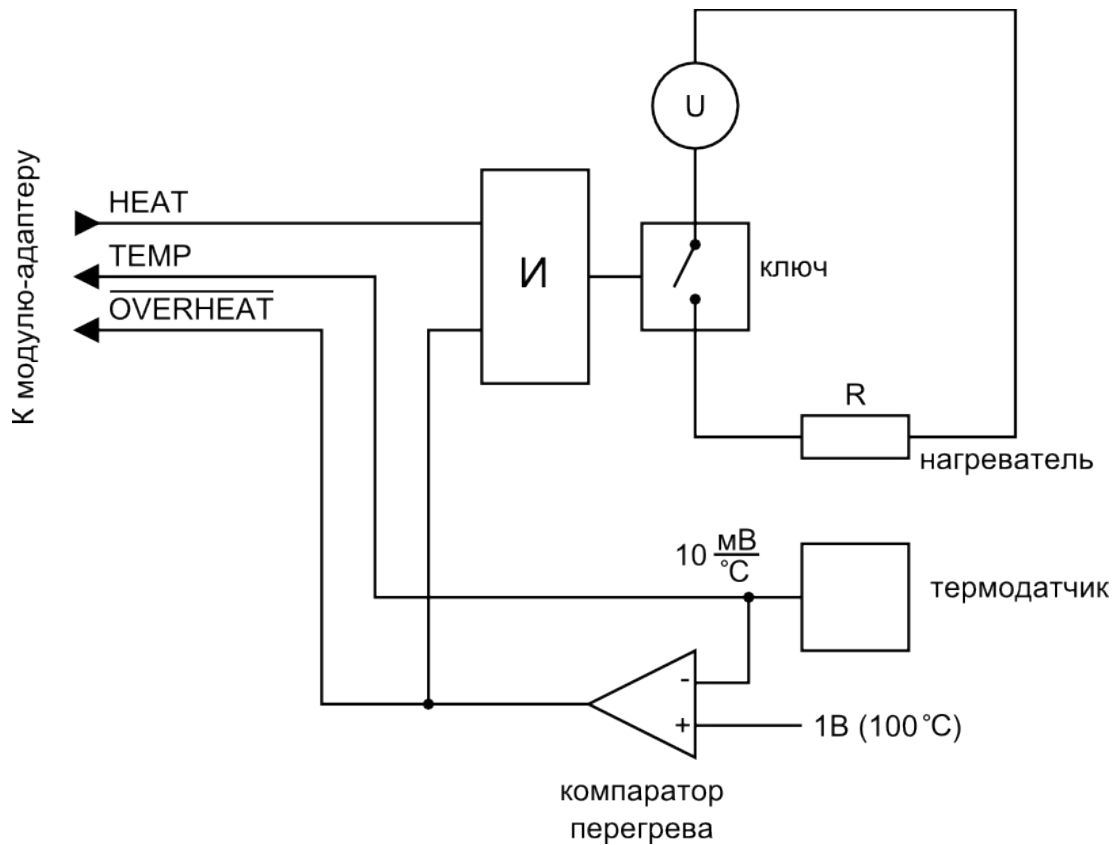 К модулю-адаптеру
HEAT
TEMP
OVERHEAT
И
U
ключ
R
нагреватель
10 мВ/°C
термодатчик
-
+
1В (100 °C)
компаратор
перегрева